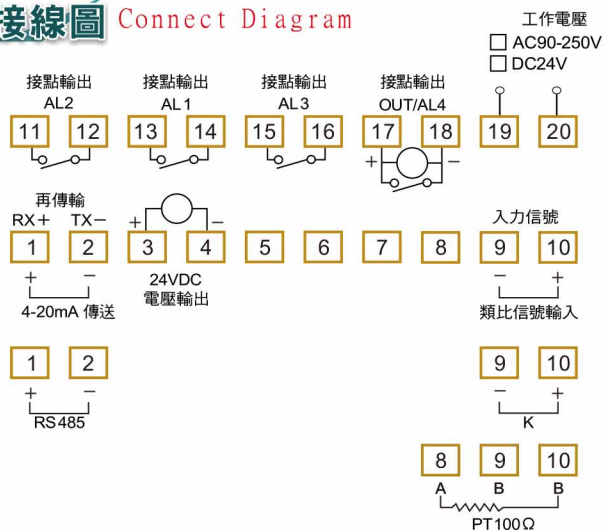 接線圖 Connect Diagram
工作電壓
AC90-250V
DC24V
接點輸出 接點輸出 接點輸出 接點輸出
AL2 AL1 AL3 OUT/AL4
11 12 13 14 15 16 17 18 19 20
+ −
再傳輸
RX+ TX− + − 入力信號
1 2 3 4 5 6 7 8 9 10
+ − 24VDC − +
電壓輸出
4-20mA 傳送 類比信號輸入
1 2 9 10
+ − − +
RS485 K
8 9 10
A B B
PT100Ω